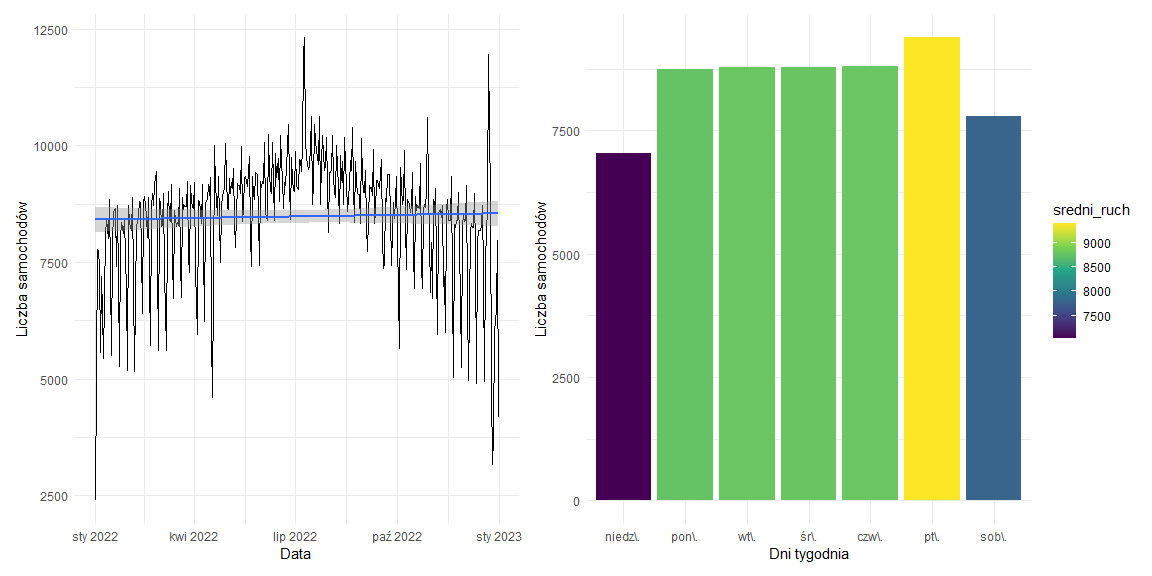 12500
10000
7500
5000
2500
Liczba samochodów
sty 2022 kwi 2022 lip 2022 paź 2022 sty 2023
Data
7500
5000
2500
0
Liczba samochodów
niedz\. pon\. wt\. śr\. czw\. pt\. sob\.
Dni tygodnia
sredni_ruch
9000
8500
8000
7500